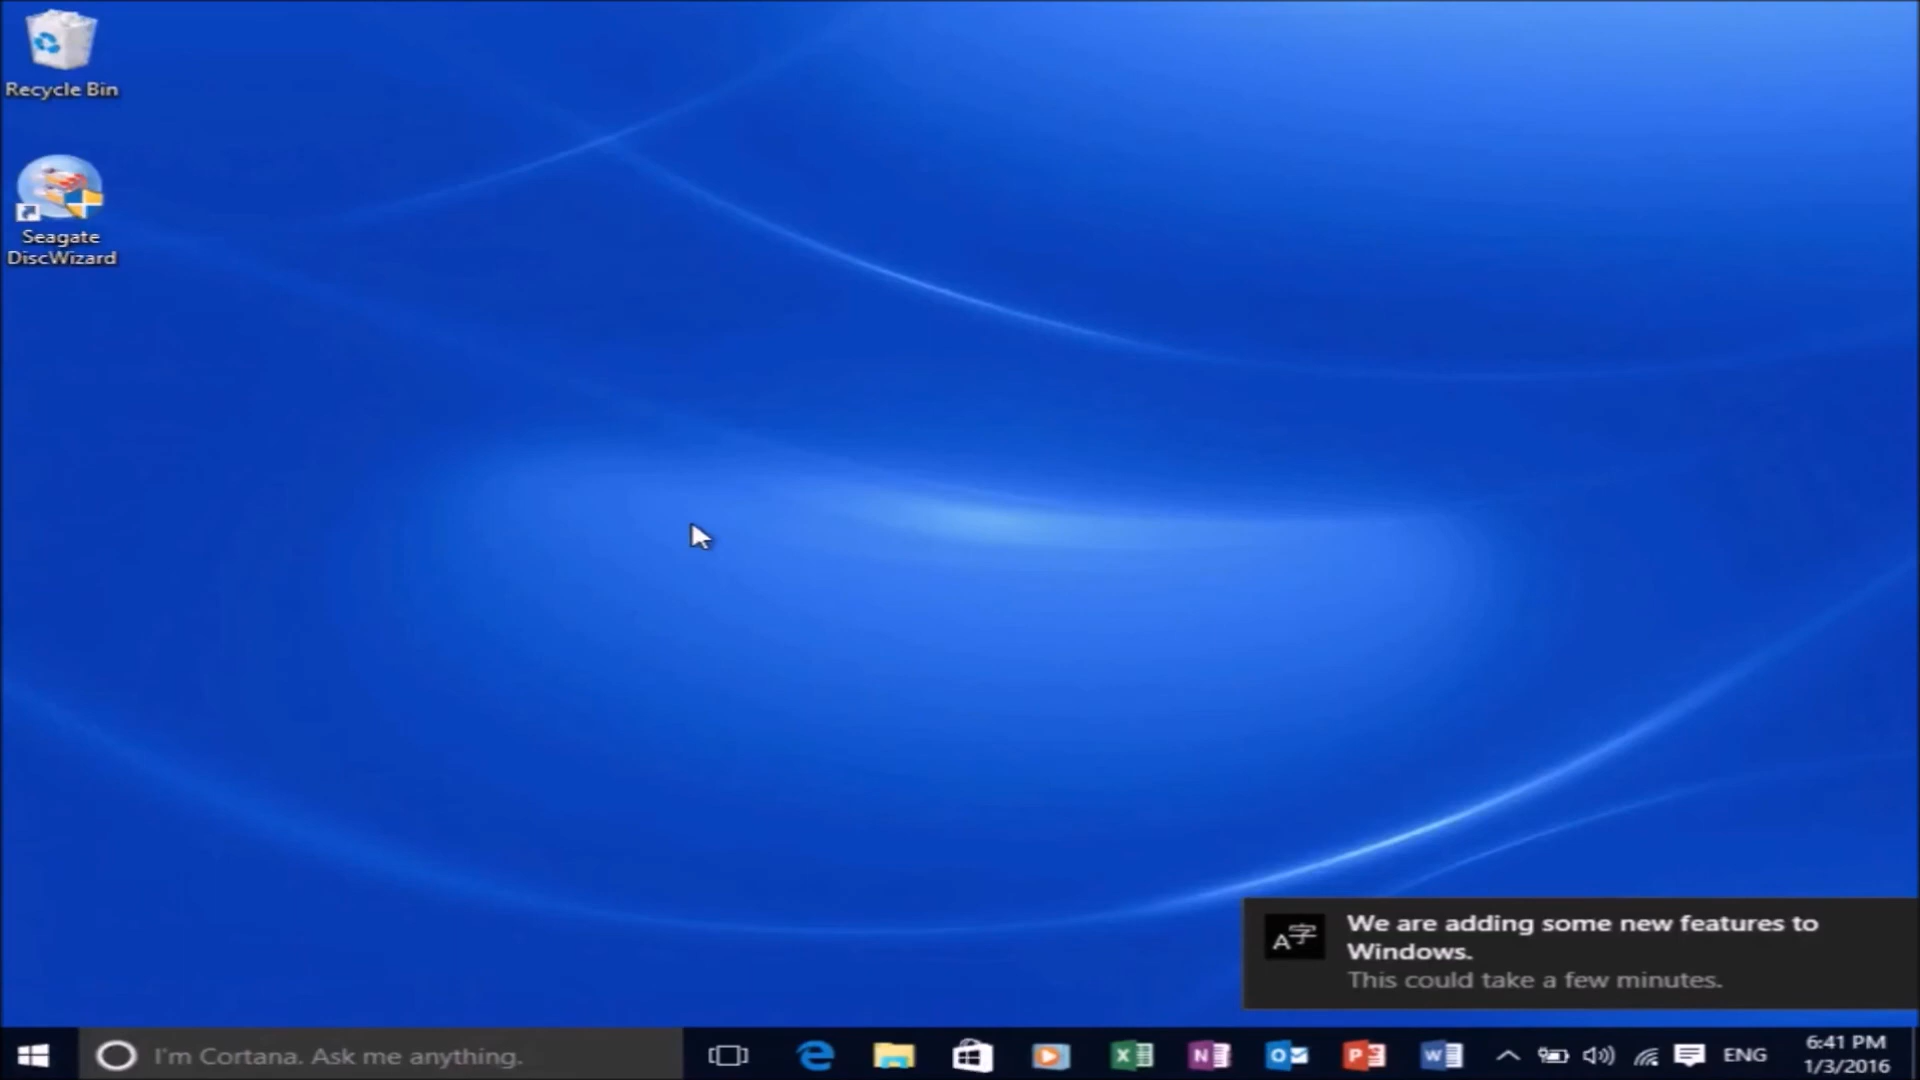 Recycle Bin
Seagate
DiscWizard
We are adding some new features to
Windows.
This could take a few minutes.
I'm Cortana. Ask me anything.
ENG
6:41 PM
1/3/2016